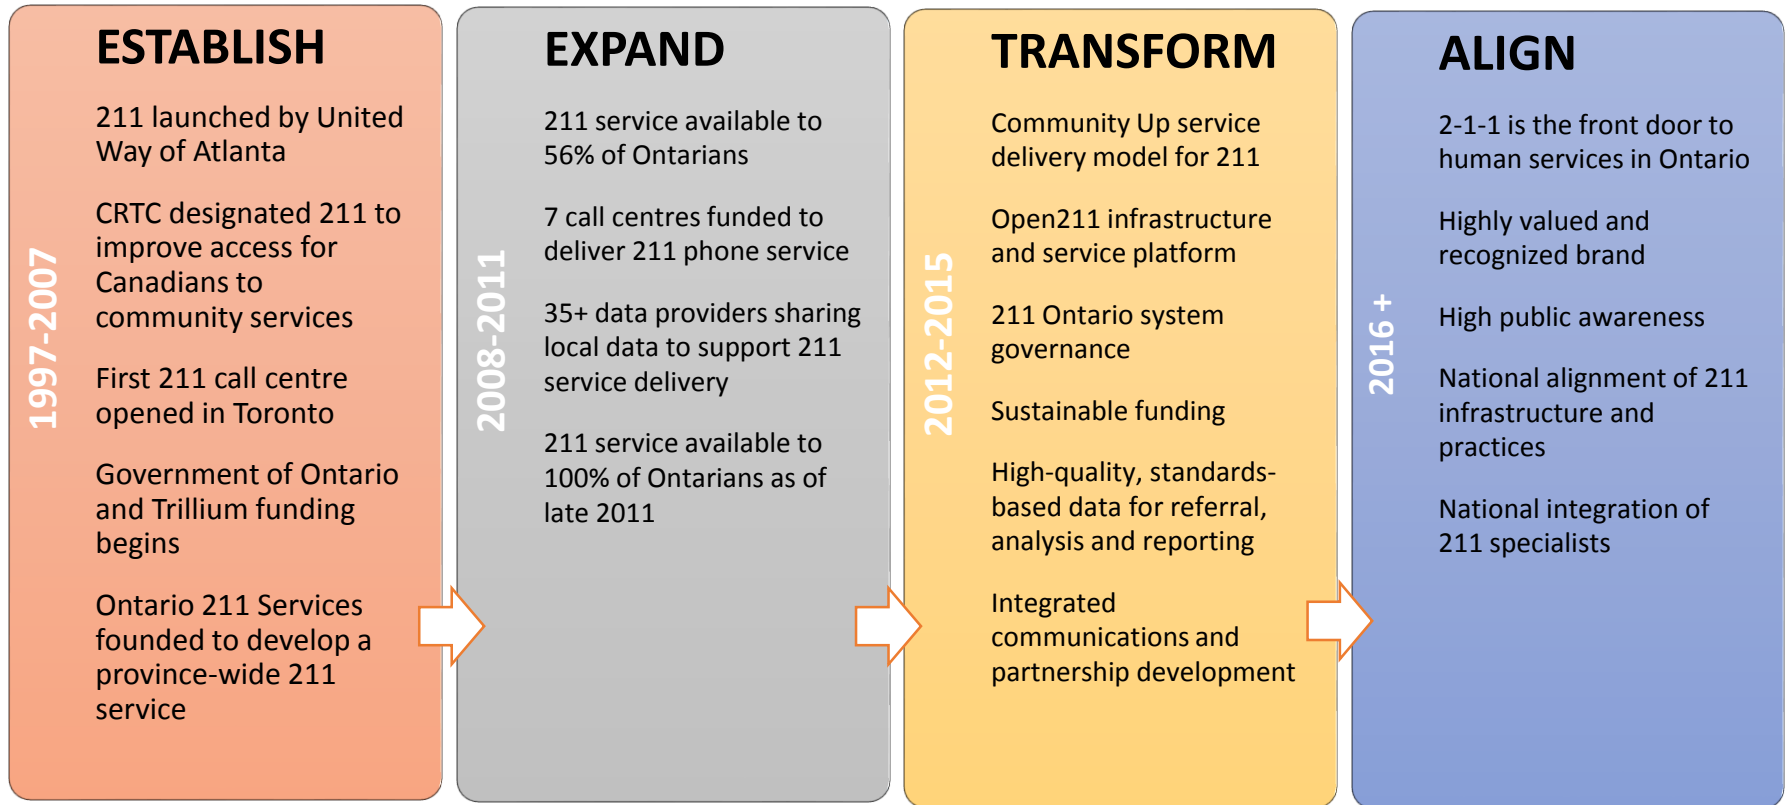 ESTABLISH
1997-2007
211 launched by United
Way of Atlanta
CRTC designated 211 to
improve access for
Canadians to
community services
First 211 call centre
opened in Toronto
Government of Ontario
and Trillium funding
begins
Ontario 211 Services
founded to develop a
province-wide 211
service
EXPAND
2008-2011
211 service available to
56% of Ontarians
7 call centres funded to
deliver 211 phone service
35+ data providers sharing
local data to support 211
service delivery
211 service available to
100% of Ontarians as of
late 2011
TRANSFORM
2012-2015
Community Up service
delivery model for 211
Open211 infrastructure
and service platform
211 Ontario system
governance
Sustainable funding
High-quality, standards-
based data for referral,
analysis and reporting
Integrated
communications and
partnership development
ALIGN
2016 +
2-1-1 is the front door to
human services in Ontario
Highly valued and
recognized brand
High public awareness
National alignment of 211
infrastructure and
practices
National integration of
211 specialists